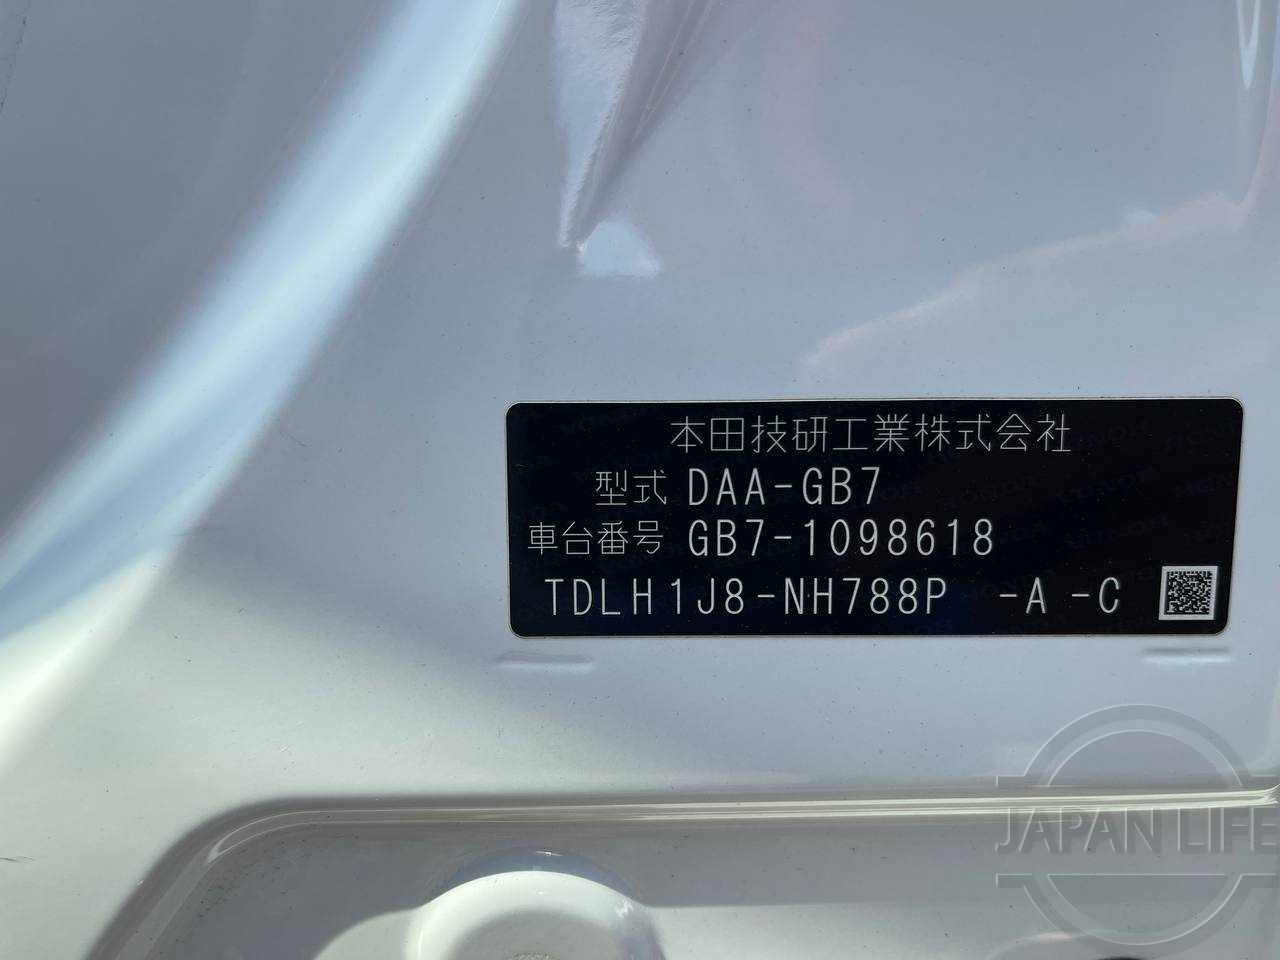 本田技研工業株式会社
型式 DAA-GB7
車台番号 GB7-1098618
TDLH1J8-NH788P -A -C
JAPAN LIFE